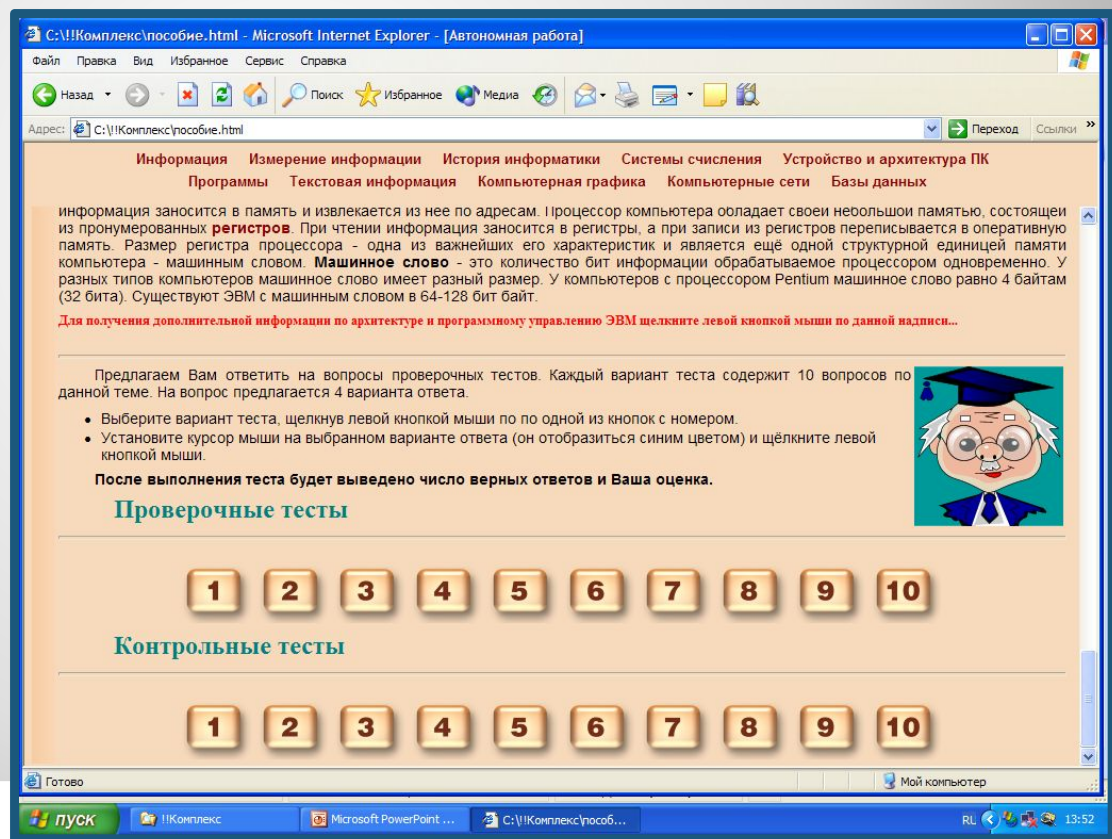 C:\!!Комплекс\пособие.html - Microsoft Internet Explorer - [Автономная работа]
Файл Правка Вид Избранное Сервис Справка
Назад Поиск Избранное Медиа
Адрес: C:\!!Комплекс\пособие.html Переход Ссылки »
Информация Измерение информации История информатики Системы счисления Устройство и архитектура ПК
Программы Текстовая информация Компьютерная графика Компьютерные сети Базы данных
информация заносится в память и извлекается из нее по адресам. Процессор компьютера обладает своей небольшой памятью, состоящей
из пронумерованных регистров. При чтении информация заносится в регистры, а при записи из регистров переписывается в оперативную
память. Размер регистра процессора - одна из важнейших его характеристик и является ещё одной структурной единицей памяти
компьютера - машинным словом. Машинное слово - это количество бит информации обрабатываемое процессором одновременно. У
разных типов компьютеров машинное слово имеет разный размер. У компьютеров с процессором Pentium машинное слово равно 4 байтам
(32 бита). Существуют ЭВМ с машинным словом в 64-128 бит байт.
Для получения дополнительной информации по архитектуре и программному управлению ЭВМ щелкните левой кнопкой мыши по данной надписи...
Предлагаем Вам ответить на вопросы проверочных тестов. Каждый вариант теста содержит 10 вопросов по
данной теме. На вопрос предлагается 4 варианта ответа.
• Выберите вариант теста, щелкнув левой кнопкой мыши по по одной из кнопок с номером.
• Установите курсор мыши на выбранном варианте ответа (он отобразиться синим цветом) и щёлкните левой
кнопкой мыши.
После выполнения теста будет выведено число верных ответов и Ваша оценка.
Проверочные тесты
1 2 3 4 5 6 7 8 9 10
Контрольные тесты
1 2 3 4 5 6 7 8 9 10
Готово Мой компьютер
пуск !!Комплекс Microsoft PowerPoint ... C:\!!Комплекс\пособ... RU 13:52